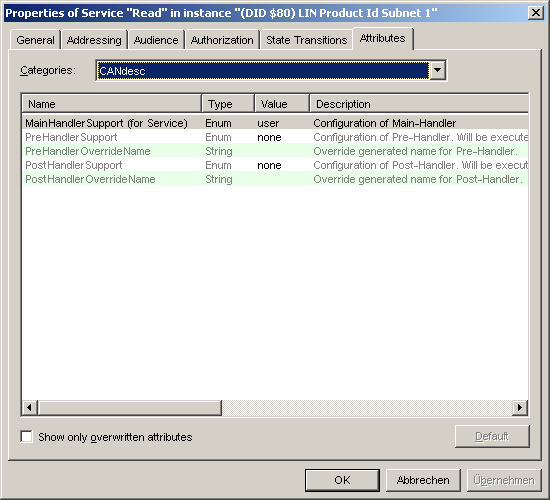 Properties of Service "Read" in instance "(DID $80) LIN Product Id Subnet 1"
General Addressing Audience Authorization State Transitions Attributes
Categories: CANdesc
Name Type Value Description
MainHandlerSupport (for Service) Enum user Configuration of Main-Handler
PreHandlerSupport Enum none Configuration of Pre-Handler. Will be execute
PreHandlerOverrideName String Override generated name for Pre-Handler.
PostHandlerSupport Enum none Configuration of Post-Handler. Will be execut
PostHandlerOverrideName String Override generated name for Post-Handler.
Show only overwritten attributes Default
OK Abbrechen Übernehmen